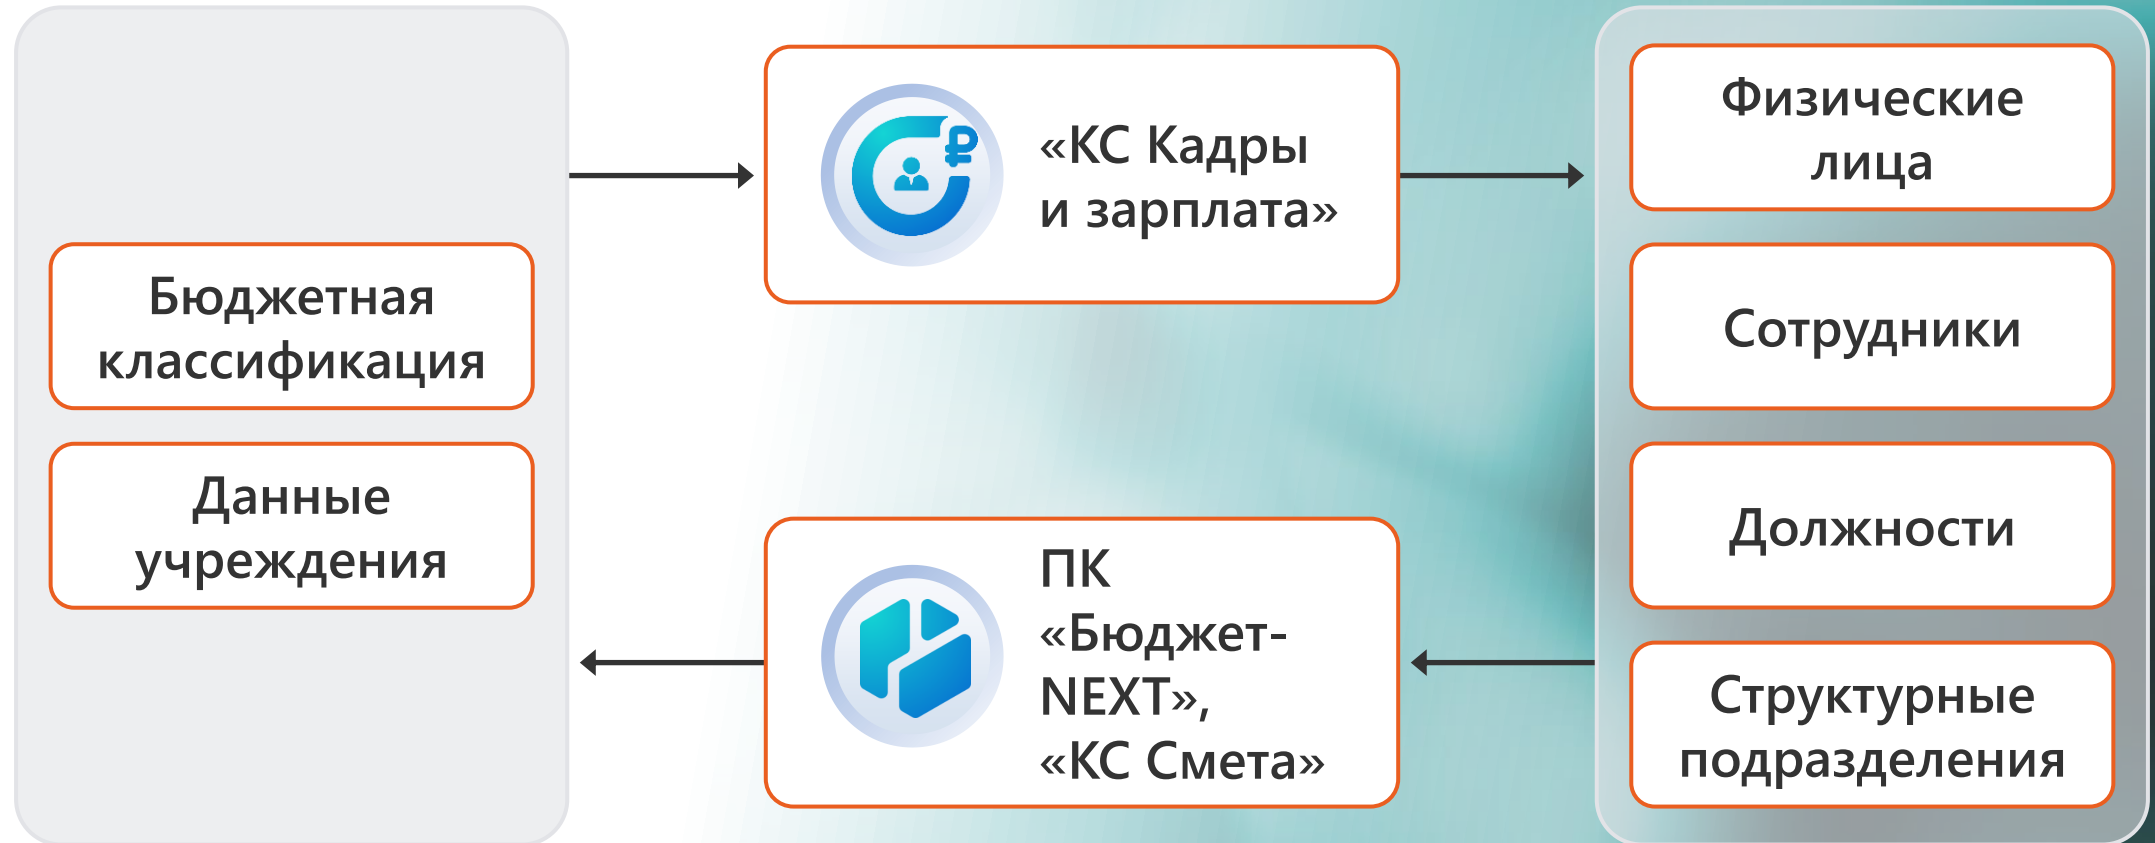 Бюджетная
классификация
Данные
учреждения
«КС Кадры
и зарплата»
ПК
«Бюджет-
NEXT»,
«КС Смета»
Физические
лица
Сотрудники
Должности
Структурные
подразделения